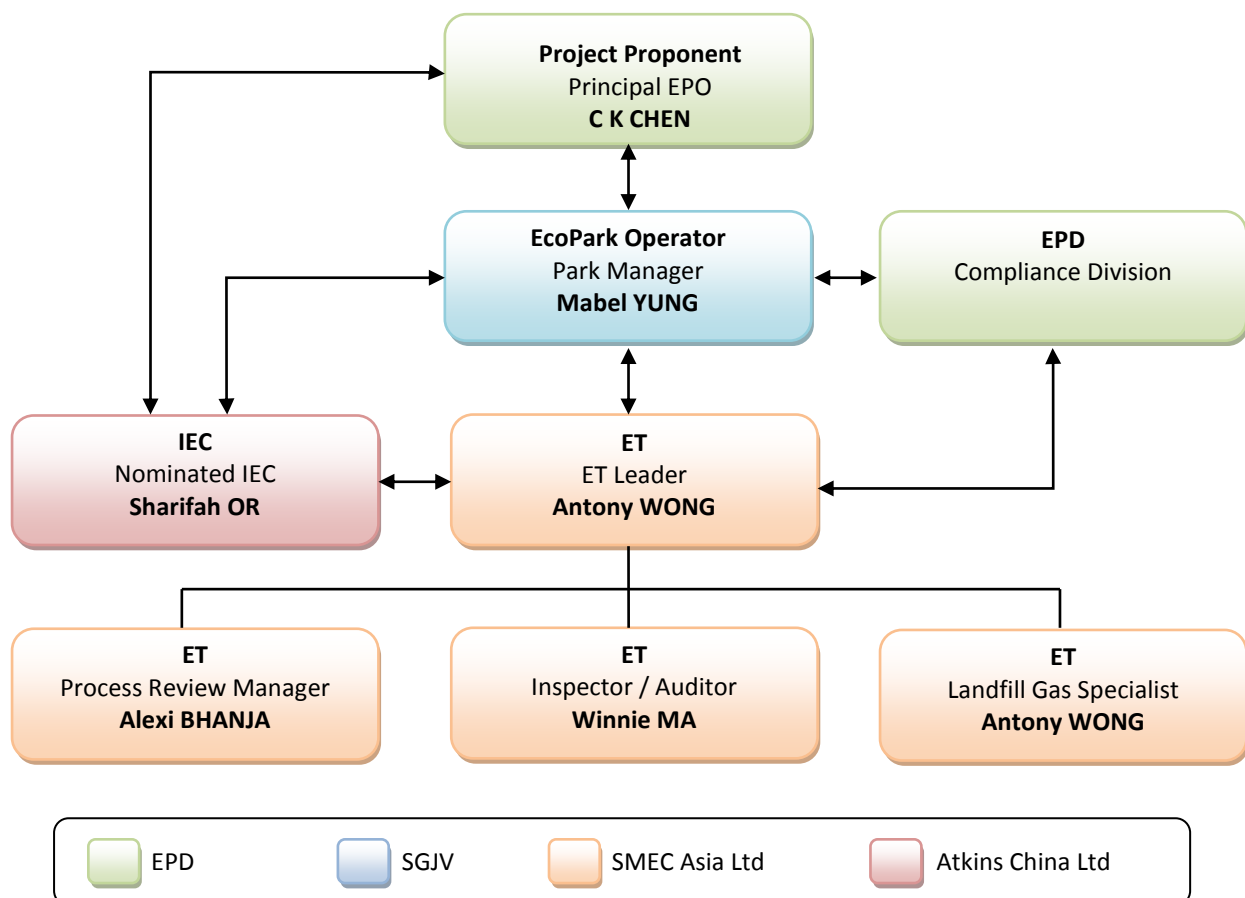 Project Proponent
Principal EPO
C K CHEN
EcoPark Operator
Park Manager
Mabel YUNG
EPD
Compliance Division
IEC
Nominated IEC
Sharifah OR
ET
ET Leader
Antony WONG
ET
Process Review Manager
Alexi BHANJA
ET
Inspector / Auditor
Winnie MA
ET
Landfill Gas Specialist
Antony WONG
EPD
SGJV
SMEC Asia Ltd
Atkins China Ltd